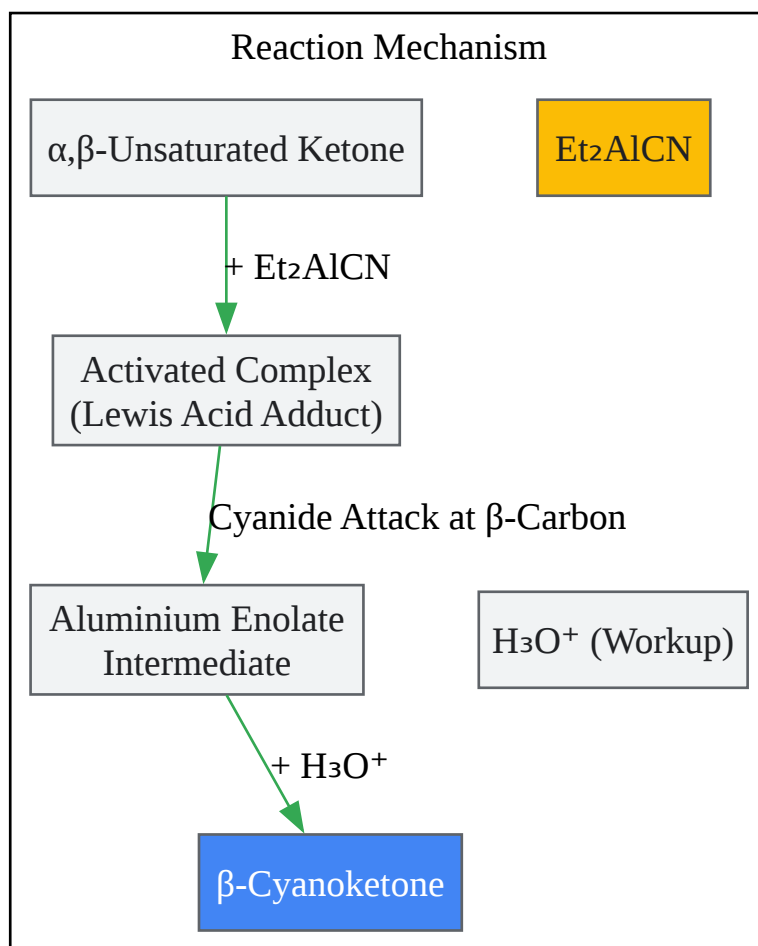 Reaction Mechanism
α,β-Unsaturated Ketone
Et₂AlCN
+ Et₂AlCN
Activated Complex
(Lewis Acid Adduct)
Cyanide Attack at β-Carbon
Aluminium Enolate
Intermediate
H₃O⁺ (Workup)
+ H₃O⁺
β-Cyanoketone